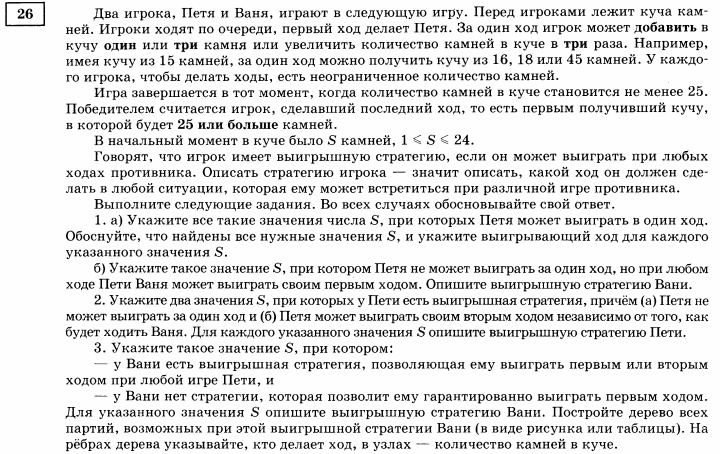 26
Два игрока, Петя и Ваня, играют в следующую игру. Перед игроками лежит куча кам-
ней. Игроки ходят по очереди, первый ход делает Петя. За один ход игрок может добавить в
кучу один или три камня или увеличить количество камней в куче в три раза. Например,
имея кучу из 15 камней, за один ход можно получить кучу из 16, 18 или 45 камней. У каждо-
го игрока, чтобы делать ходы, есть неограниченное количество камней.
Игра завершается в тот момент, когда количество камней в куче становится не менее 25.
Победителем считается игрок, сделавший последний ход, то есть первым получивший кучу,
в которой будет 25 или больше камней.
В начальный момент в куче было S камней, 1 ⩽ S ⩽ 24.
Говорят, что игрок имеет выигрышную стратегию, если он может выиграть при любых
ходах противника. Описать стратегию игрока — значит описать, какой ход он должен сде-
лать в любой ситуации, которая ему может встретиться при различной игре противника.
Выполните следующие задания. Во всех случаях обосновывайте свой ответ.
1. а) Укажите все такие значения числа S, при которых Петя может выиграть в один ход.
Обоснуйте, что найдены все нужные значения S, и укажите выигрывающий ход для каждого
указанного значения S.
б) Укажите такое значение S, при котором Петя не может выиграть за один ход, но при любом
ходе Пети Ваня может выиграть своим первым ходом. Опишите выигрышную стратегию Вани.
2. Укажите два значения S, при которых у Пети есть выигрышная стратегия, причём (а) Петя не
может выиграть за один ход и (б) Петя может выиграть своим вторым ходом независимо от того, как
будет ходить Ваня. Для каждого указанного значения S опишите выигрышную стратегию Пети.
3. Укажите такое значение S, при котором:
— у Вани есть выигрышная стратегия, позволяющая ему выиграть первым или вторым
ходом при любой игре Пети, и
— у Вани нет стратегии, которая позволит ему гарантированно выиграть первым ходом.
Для указанного значения S опишите выигрышную стратегию Вани. Постройте дерево всех
партий, возможных при этой выигрышной стратегии Вани (в виде рисунка или таблицы). На
рёбрах дерева указывайте, кто делает ход, в узлах — количество камней в куче.